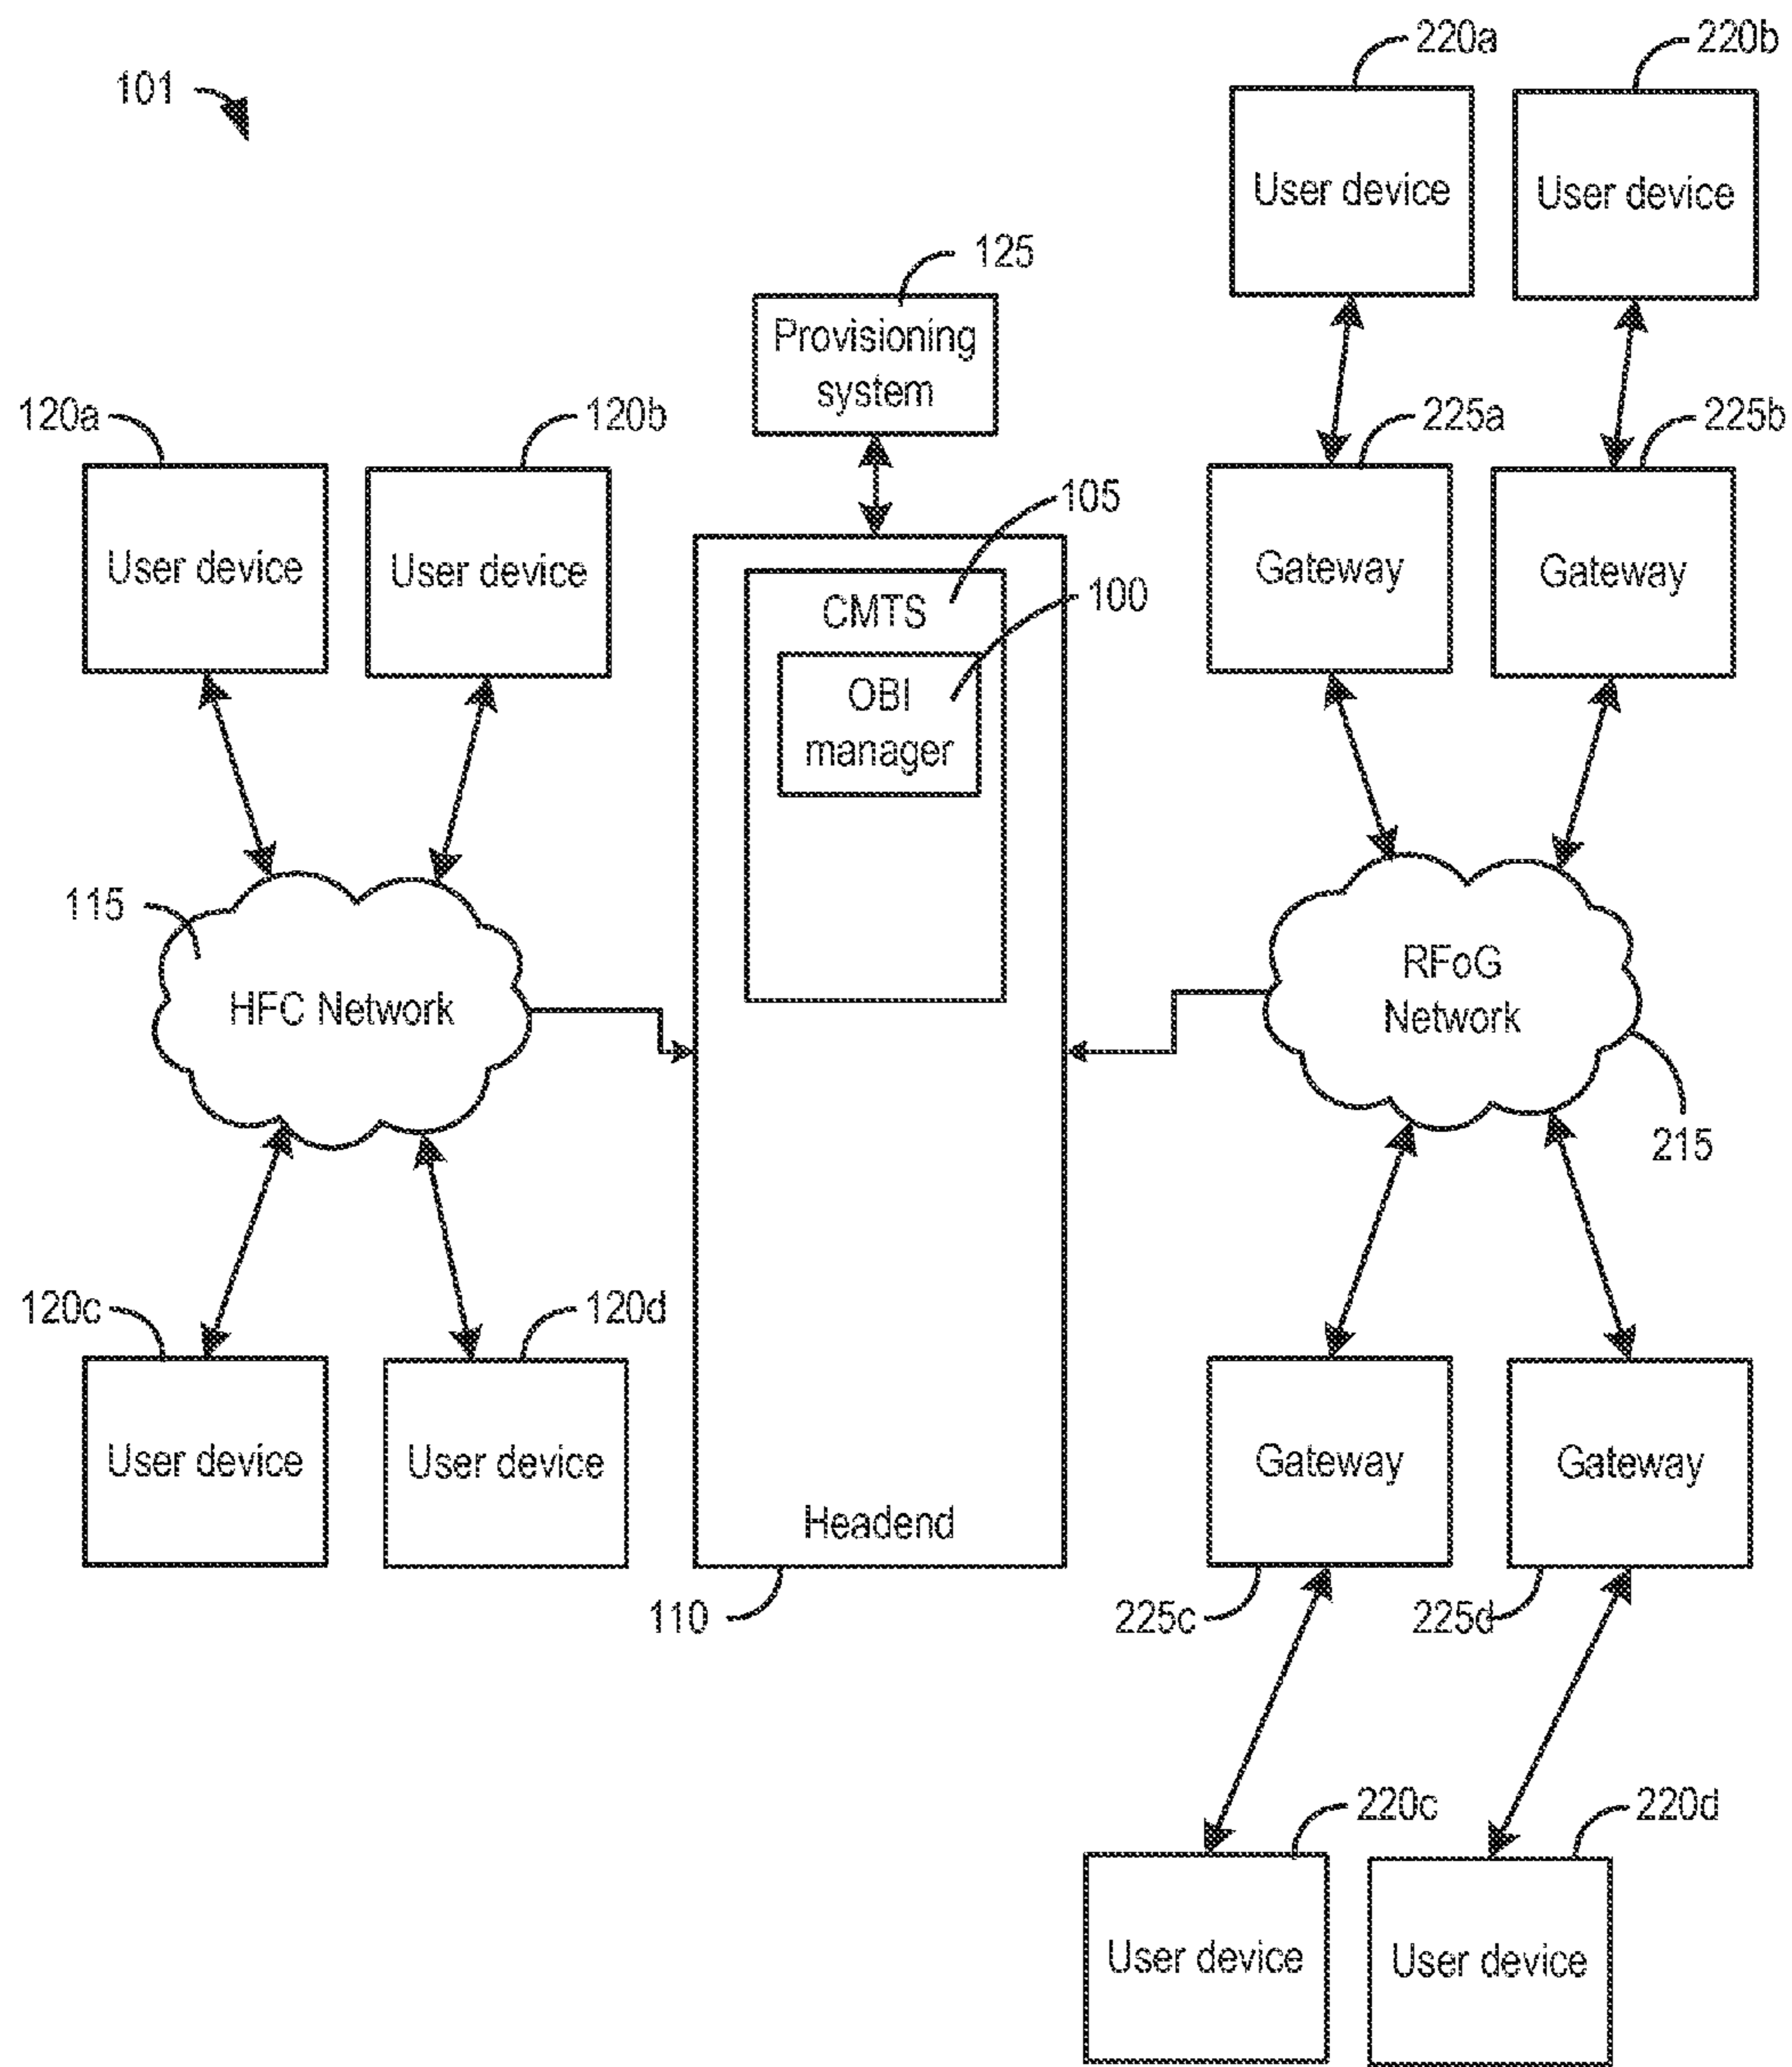 101
220a
220b
User device
User device
125
Provisioning
system
120a
120b
225a
225b
105
User device
User device
CMTS
100
Gateway
Gateway
OBI
manager
115
HFC Network
RFoG
Network
215
120c
120d
User device
User device
Gateway
Gateway
Headend
110
225c
225d
220c
220d
User device
User device